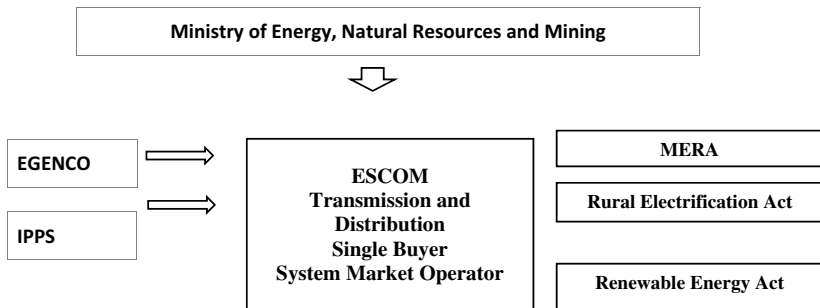 Ministry of Energy, Natural Resources and Mining
EGENCO
IPPS
ESCOM
Transmission and
Distribution
Single Buyer
System Market Operator
MERA
Rural Electrification Act
Renewable Energy Act